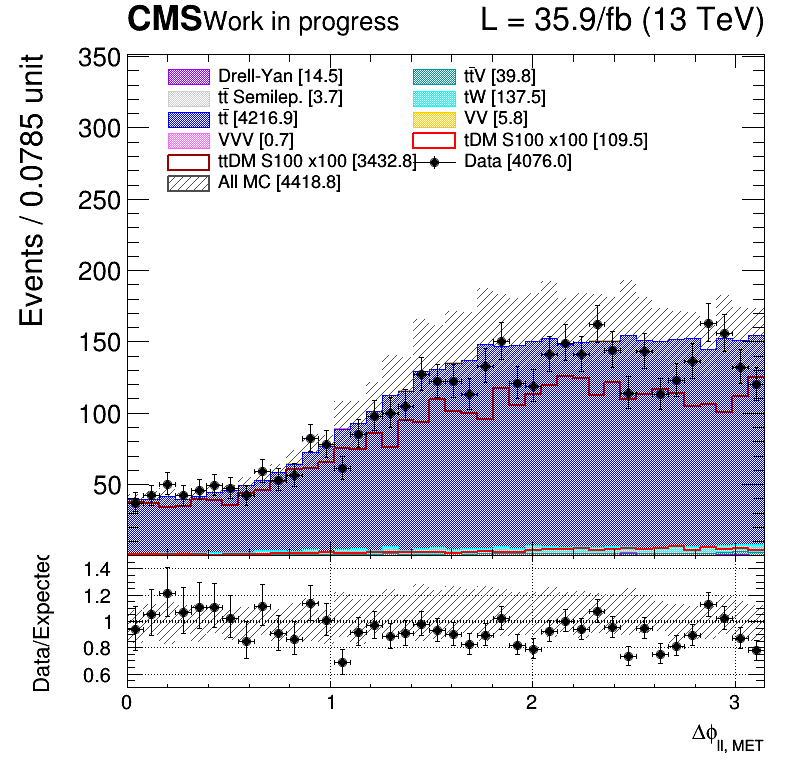 CMS Work in progress L = 35.9/fb (13 TeV)
Events / 0.0785 unit
350
300
250
200
150
100
50
Drell-Yan [14.5]
tt̄V [39.8]
tt̄ Semilep. [3.7]
tW [137.5]
tt̄ [4216.9]
VV [5.8]
VVV [0.7]
tDM S100 x100 [109.5]
ttDM S100 x100 [3432.8]
Data [4076.0]
All MC [4418.8]
Data/Expected
1.4
1.2
1
0.8
0.6
0 1 2 3
Δϕll, MET